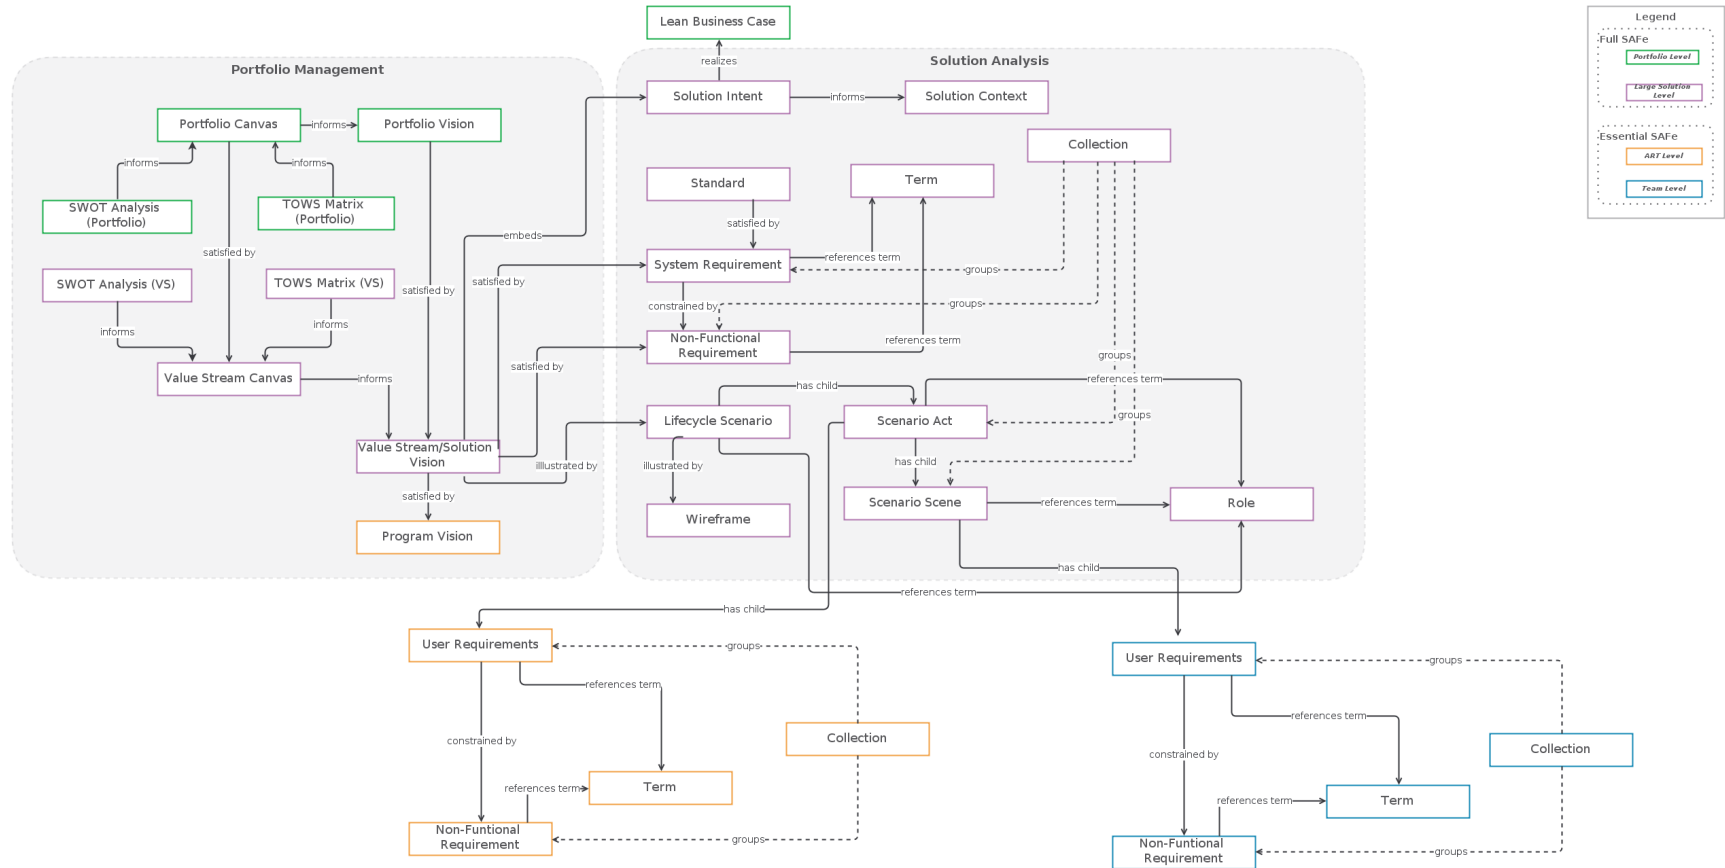 Lean Business Case
Legend
Full SAFe
Portfolio Level
Large Solution
Level
Essential SAFe
ART Level
Team Level
Portfolio Management
Portfolio Canvas
informs
Portfolio Vision
informs
informs
SWOT Analysis
(Portfolio)
TOWS Matrix
(Portfolio)
satisfied by
SWOT Analysis (VS)
TOWS Matrix (VS)
satisfied by
informs
informs
Value Stream Canvas
informs
Value Stream/Solution
Vision
satisfied by
Program Vision
embeds
satisfied by
satisfied by
illlustrated by
realizes
Solution Analysis
Solution Intent
informs
Solution Context
Collection
Standard
Term
satisfied by
System Requirement
references term
groups
constrained by
groups
Non-Functional
Requirement
references term
groups
has child
references term
Lifecycle Scenario
Scenario Act
groups
illustrated by
has child
Scenario Scene
references term
Role
Wireframe
has child
references term
has child
User Requirements
groups
references term
constrained by
Collection
references term
Term
Non-Funtional
Requirement
groups
User Requirements
groups
references term
constrained by
Collection
references term
Term
Non-Funtional
Requirement
groups